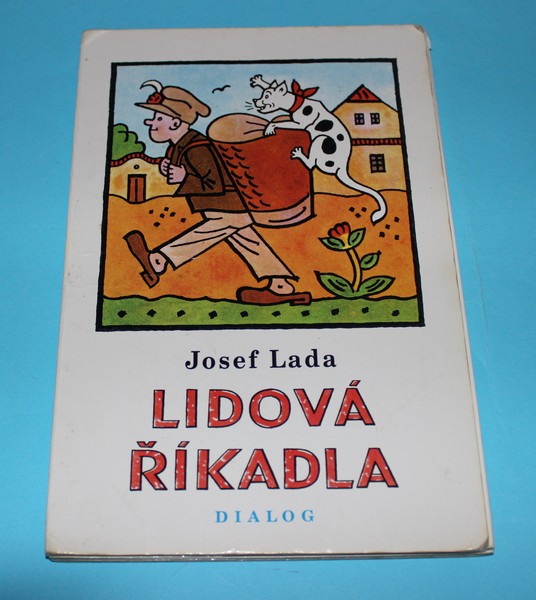 Josef Lada
LIDOVÁ
ŘÍKADLA
DIALOG